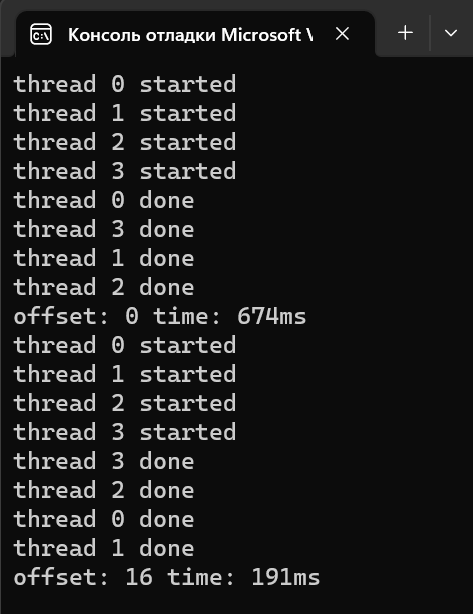 Консоль отладки Microsoft V
thread 0 started
thread 1 started
thread 2 started
thread 3 started
thread 0 done
thread 3 done
thread 1 done
thread 2 done
offset: 0 time: 674ms
thread 0 started
thread 1 started
thread 2 started
thread 3 started
thread 3 done
thread 2 done
thread 0 done
thread 1 done
offset: 16 time: 191ms